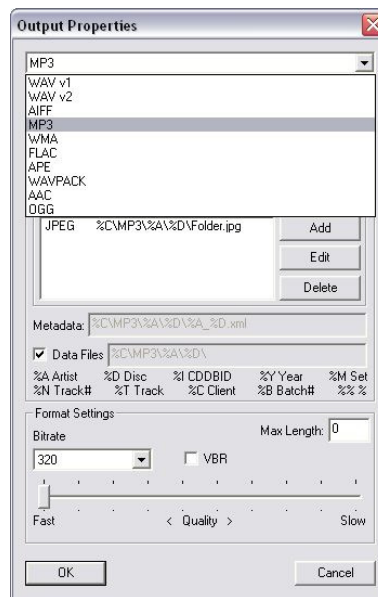 Output Properties
MP3
WAV v1
WAV v2
AIFF
MP3
WMA
FLAC
APE
WAVPACK
AAC
OGG
JPEG %C\MP3\%A\%D\Folder.jpg
Add
Edit
Delete
Metadata: %C\MP3\%A\%D\%A_%D.xml
Data Files %C\MP3\%A\%D\
%A Artist %D Disc %I CDDBID %Y Year %M Set
%N Track# %T Track %C Client %B Batch# %% %
Format Settings
Bitrate
Max Length: 0
320 VBR
Fast < Quality > Slow
OK Cancel